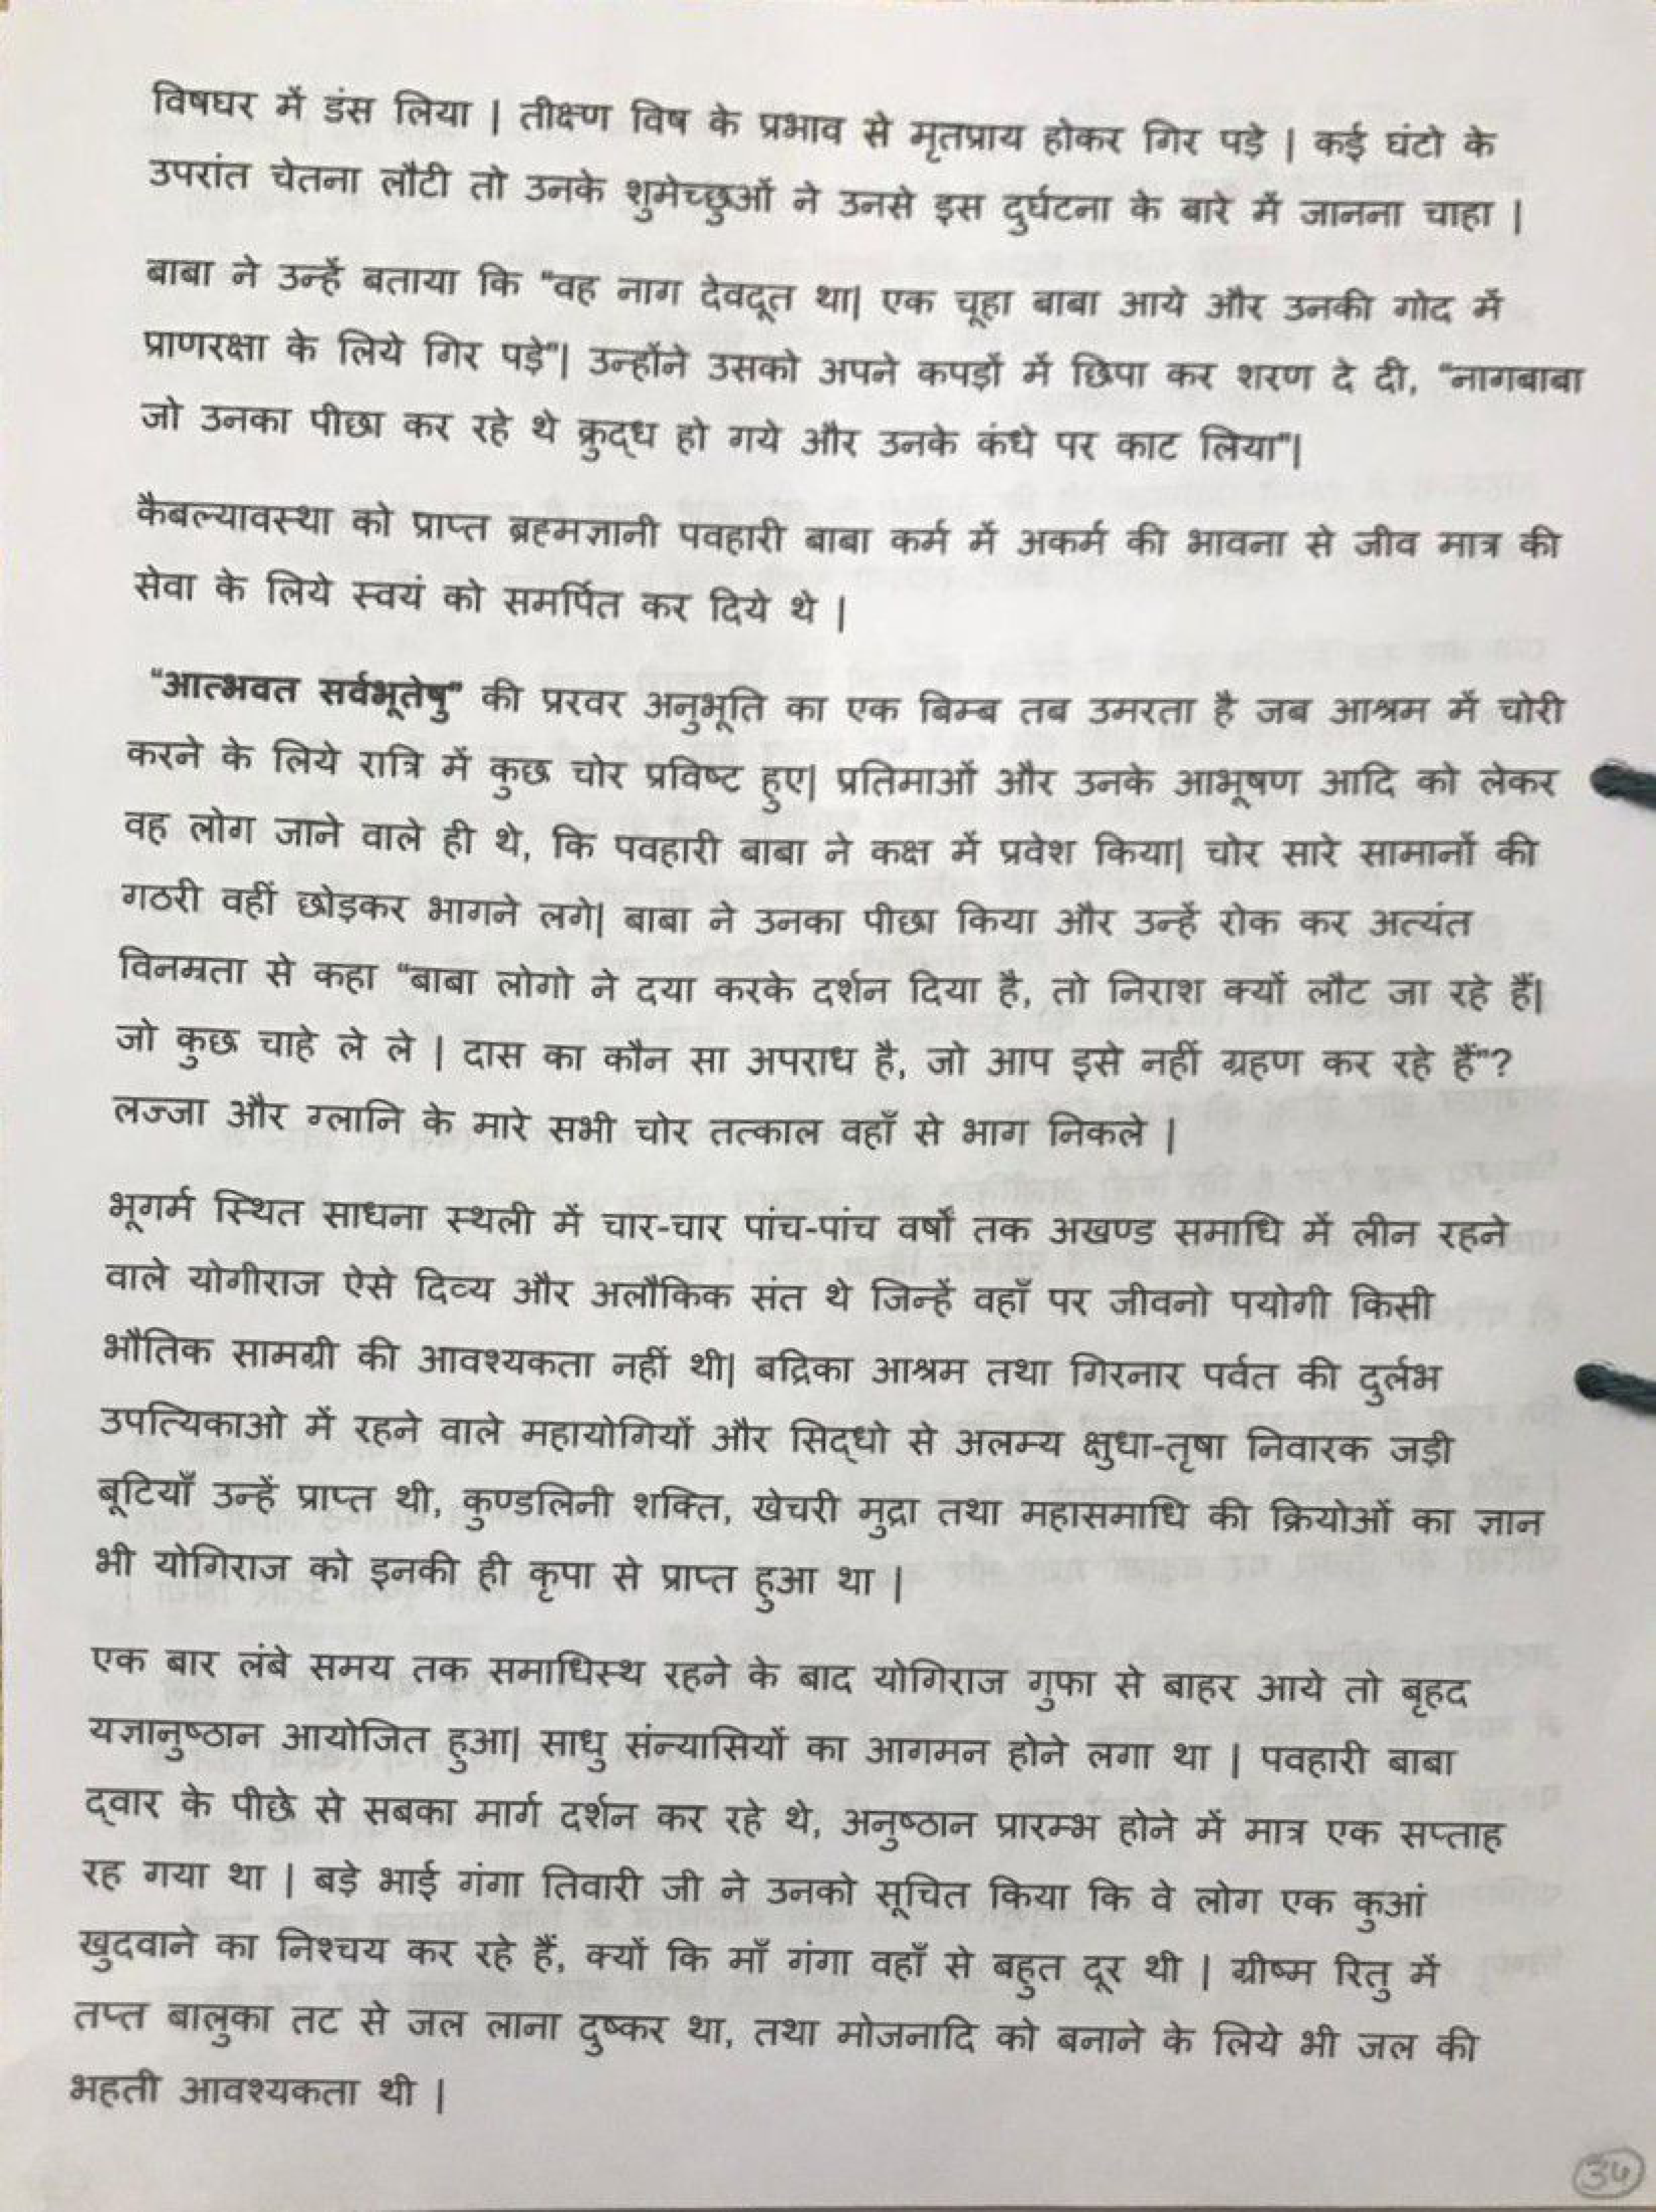 विषघर में डंस लिया | तीक्ष्ण विष के प्रभाव से मृतप्राय होकर गिर पड़े | कई घंटो के
उपरांत चेतना लौटी तो उनके शुमेच्छुओं ने उनसे इस दुर्घटना के बारे में जानना चाहा |
बाबा ने उन्हें बताया कि "वह नाग देवदूत था| एक चूहा बाबा आये और उनकी गोद में
प्राणरक्षा के लिये गिर पड़े"| उन्होंने उसको अपने कपड़ों में छिपा कर शरण दे दी, "नागबाबा
जो उनका पीछा कर रहे थे क्रुद्ध हो गये और उनके कंधे पर काट लिया"|
कैबल्यावस्था को प्राप्त ब्रह्मज्ञानी पवहारी बाबा कर्म में अकर्म की भावना से जीव मात्र की
सेवा के लिये स्वयं को समर्पित कर दिये थे |
"आत्भवत सर्वभूतेषु" की प्ररवर अनुभूति का एक बिम्ब तब उमरता है जब आश्रम में चोरी
करने के लिये रात्रि में कुछ चोर प्रविष्ट हुए| प्रतिमाओं और उनके आभूषण आदि को लेकर
वह लोग जाने वाले ही थे, कि पवहारी बाबा ने कक्ष में प्रवेश किया| चोर सारे सामानों की
गठरी वहीं छोड़कर भागने लगे| बाबा ने उनका पीछा किया और उन्हें रोक कर अत्यंत
विनम्रता से कहा "बाबा लोगो ने दया करके दर्शन दिया है, तो निराश क्यों लौट जा रहे हैं|
जो कुछ चाहे ले ले | दास का कौन सा अपराध है, जो आप इसे नहीं ग्रहण कर रहे हैं"?
लज्जा और ग्लानि के मारे सभी चोर तत्काल वहाँ से भाग निकले |
भूगर्म स्थित साधना स्थली में चार-चार पांच-पांच वर्षों तक अखण्ड समाधि में लीन रहने
वाले योगीराज ऐसे दिव्य और अलौकिक संत थे जिन्हें वहाँ पर जीवनो पयोगी किसी
भौतिक सामग्री की आवश्यकता नहीं थी| बद्रिका आश्रम तथा गिरनार पर्वत की दुर्लभ
उपत्यिकाओ में रहने वाले महायोगियों और सिद्धो से अलम्य क्षुधा-तृषा निवारक जड़ी
बूटियाँ उन्हें प्राप्त थी, कुण्डलिनी शक्ति, खेचरी मुद्रा तथा महासमाधि की क्रियोओं का ज्ञान
भी योगिराज को इनकी ही कृपा से प्राप्त हुआ था |
एक बार लंबे समय तक समाधिस्थ रहने के बाद योगिराज गुफा से बाहर आये तो बृहद
यज्ञानुष्ठान आयोजित हुआ| साधु संन्यासियों का आगमन होने लगा था | पवहारी बाबा
द्वार के पीछे से सबका मार्ग दर्शन कर रहे थे, अनुष्ठान प्रारम्भ होने में मात्र एक सप्ताह
रह गया था | बड़े भाई गंगा तिवारी जी ने उनको सूचित किया कि वे लोग एक कुआं
खुदवाने का निश्चय कर रहे हैं, क्यों कि माँ गंगा वहाँ से बहुत दूर थी | ग्रीष्म रितु में
तप्त बालुका तट से जल लाना दुष्कर था, तथा मोजनादि को बनाने के लिये भी जल की
भहती आवश्यकता थी |